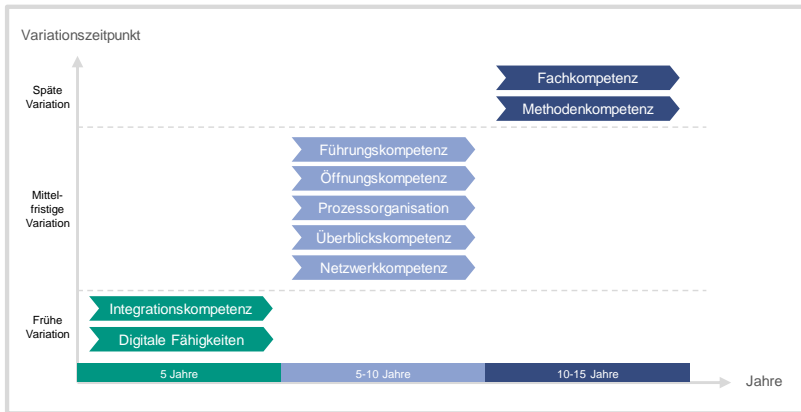 Variationszeitpunkt
Späte
Variation
Fachkompetenz
Methodenkompetenz
Mittel-
fristige
Variation
Führungskompetenz
Öffnungskompetenz
Prozessorganisation
Überblickskompetenz
Netzwerkkompetenz
Frühe
Variation
Integrationskompetenz
Digitale Fähigkeiten
5 Jahre
5-10 Jahre
10-15 Jahre
Jahre